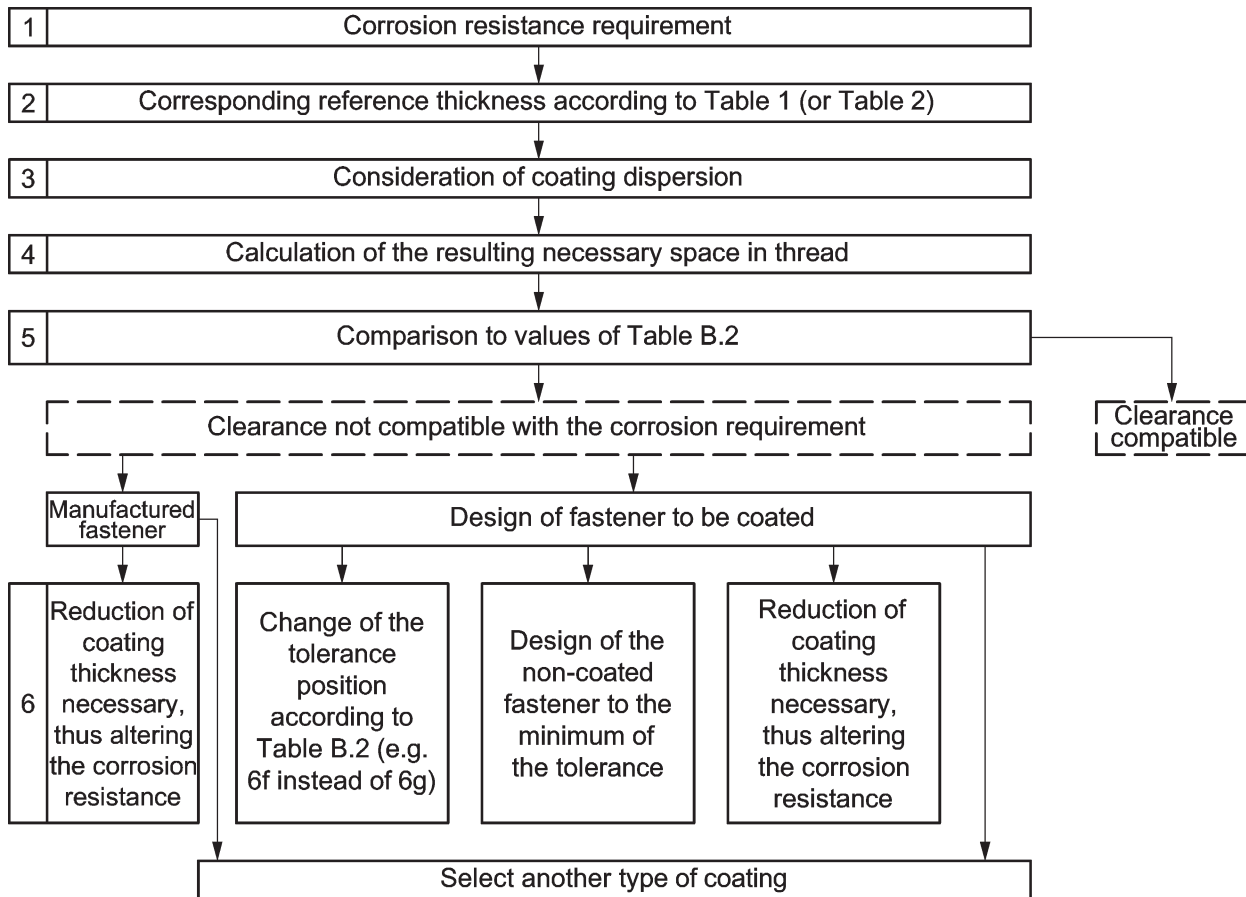 1
Corrosion resistance requirement
2
Corresponding reference thickness according to Table 1 (or Table 2)
3
Consideration of coating dispersion
4
Calculation of the resulting necessary space in thread
5
Comparison to values of Table B.2
Clearance not compatible with the corrosion requirement
Clearance
compatible
Manufactured
fastener
Design of fastener to be coated
6
Reduction of
coating
thickness
necessary,
thus altering
the corrosion
resistance
Change of the
tolerance
position
according to
Table B.2 (e.g.
6f instead of 6g)
Design of the
non-coated
fastener to the
minimum of
the tolerance
Reduction of
coating
thickness
necessary,
thus altering
the corrosion
resistance
Select another type of coating